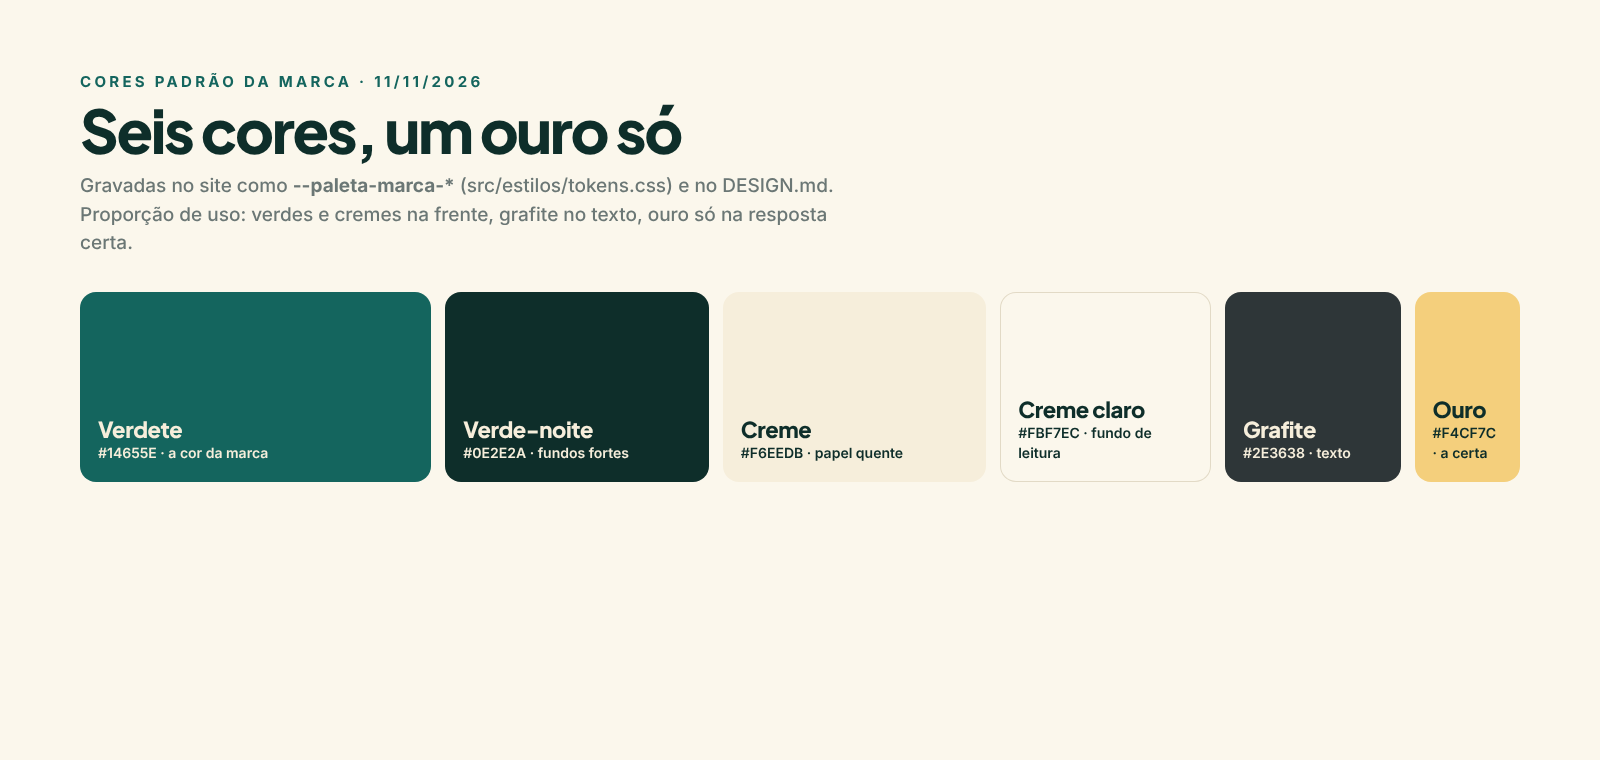 CORES PADRÃO DA MARCA · 11/11/2026
Seis cores, um ouro só
Gravadas no site como --paleta-marca-* (src/estilos/tokens.css) e no DESIGN.md.
Proporção de uso: verdes e cremes na frente, grafite no texto, ouro só na resposta
certa.
Verdete
#14655E · a cor da marca
Verde-noite
#0E2E2A · fundos fortes
Creme
#F6EEDB · papel quente
Creme claro
#FBF7EC · fundo de
leitura
Grafite
#2E3638 · texto
Ouro
#F4CF7C
· a certa